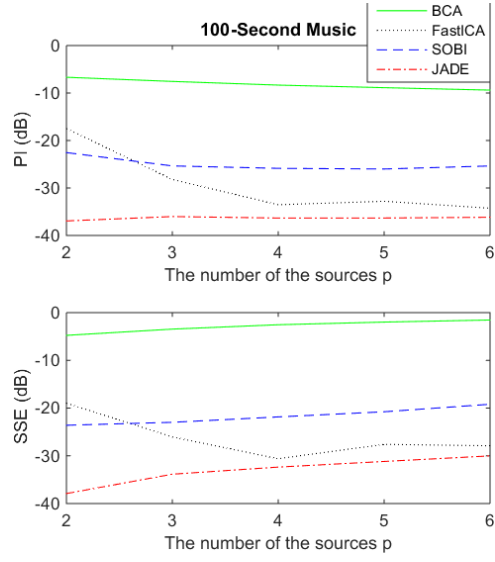 100-Second Music
BCA
FastICA
SOBI
JADE
0
-10
-20
-30
-40
PI (dB)
2 3 4 5 6
The number of the sources p
0
-10
-20
-30
-40
SSE (dB)
2 3 4 5 6
The number of the sources p